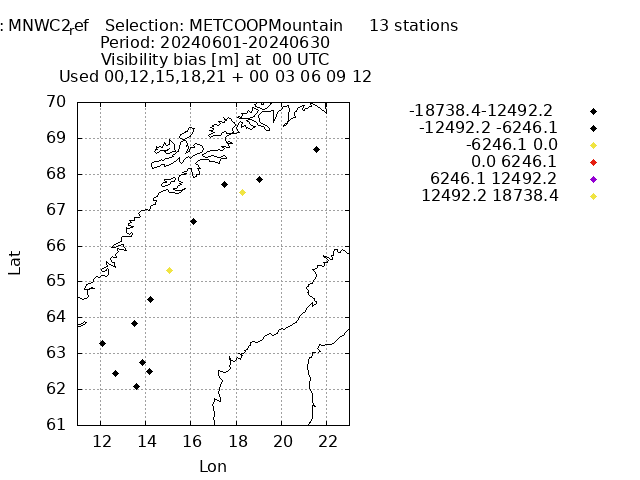 : MNWC2ref Selection: METCOOPMountain 13 stations
Period: 20240601-20240630
Visibility bias [m] at 00 UTC
Used 00,12,15,18,21 + 00 03 06 09 12
-18738.4-12492.2
-12492.2 -6246.1
-6246.1 0.0
0.0 6246.1
6246.1 12492.2
12492.2 18738.4
70
69
68
67
66
65
64
63
62
61
Lat
12 14 16 18 20 22
Lon